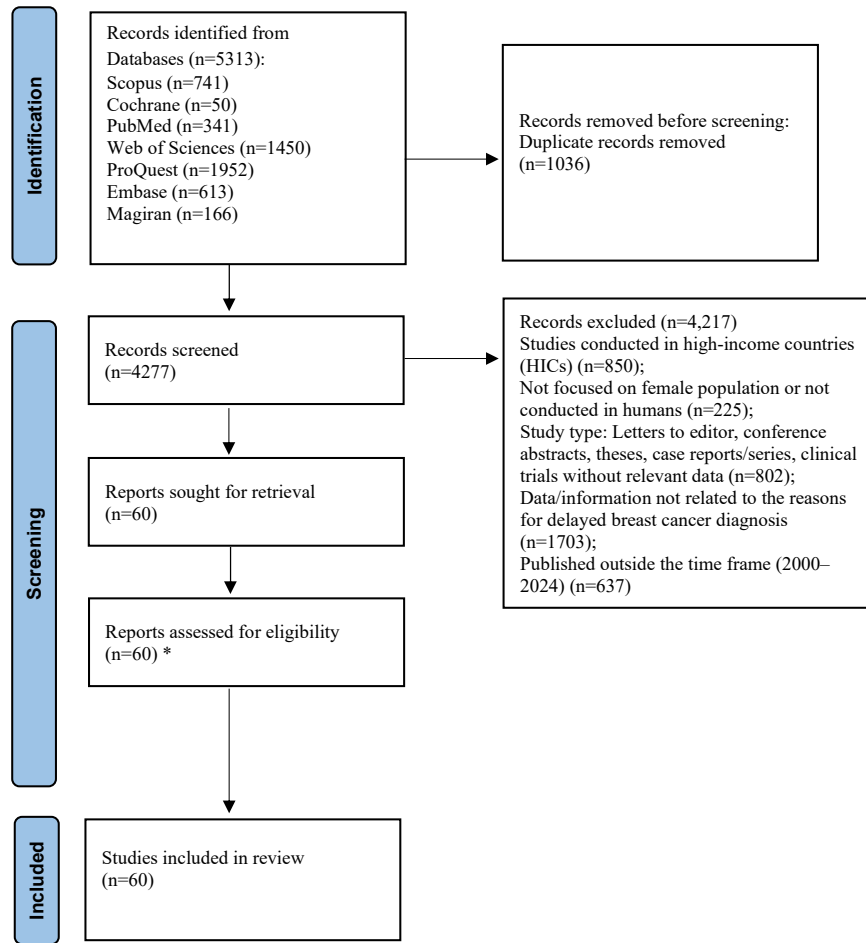 Identification
Records identified from
Databases (n=5313):
Scopus (n=741)
Cochrane (n=50)
PubMed (n=341)
Web of Sciences (n=1450)
ProQuest (n=1952)
Embase (n=613)
Magiran (n=166)
Records removed before screening:
Duplicate records removed
(n=1036)
Screening
Records screened
(n=4277)
Records excluded (n=4,217)
Studies conducted in high-income countries
(HICs) (n=850);
Not focused on female population or not
conducted in humans (n=225);
Study type: Letters to editor, conference
abstracts, theses, case reports/series, clinical
trials without relevant data (n=802);
Data/information not related to the reasons
for delayed breast cancer diagnosis
(n=1703);
Published outside the time frame (2000–
2024) (n=637)
Reports sought for retrieval
(n=60)
Reports assessed for eligibility
(n=60) *
Included
Studies included in review
(n=60)